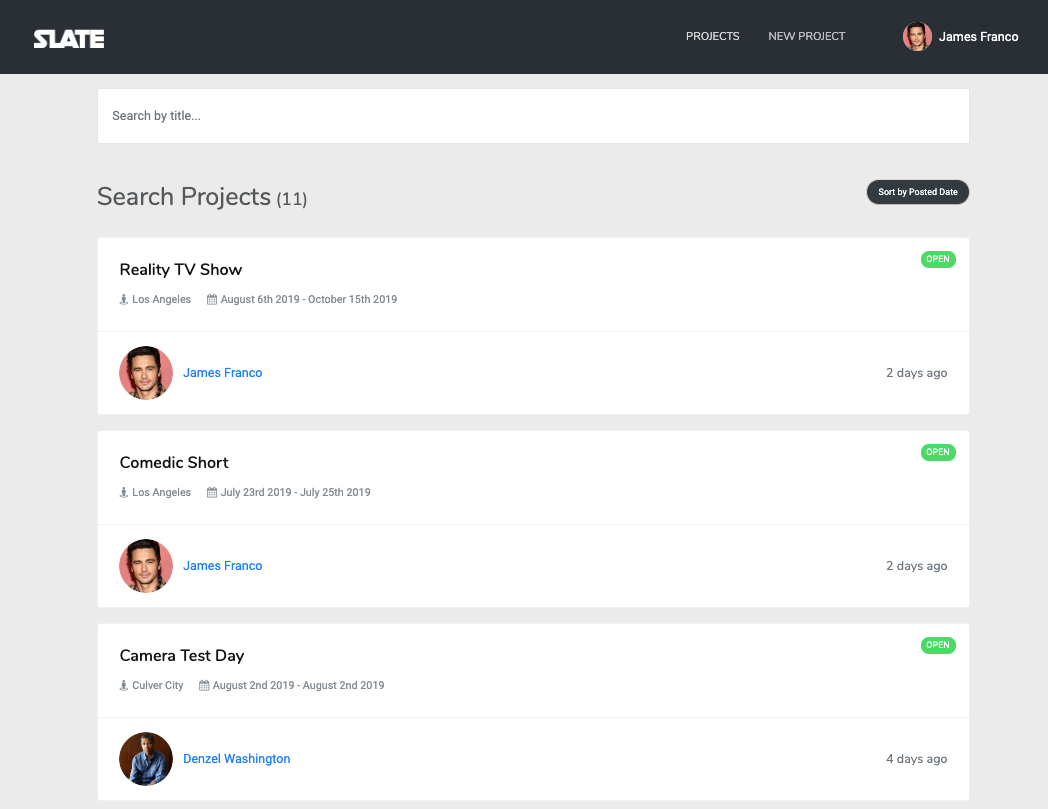 SLATE
PROJECTS NEW PROJECT James Franco
Search by title...
Search Projects (11)
Sort by Posted Date
Reality TV Show
OPEN
Los Angeles August 6th 2019 - October 15th 2019
James Franco
2 days ago
Comedic Short
OPEN
Los Angeles July 23rd 2019 - July 25th 2019
James Franco
2 days ago
Camera Test Day
OPEN
Culver City August 2nd 2019 - August 2nd 2019
Denzel Washington
4 days ago